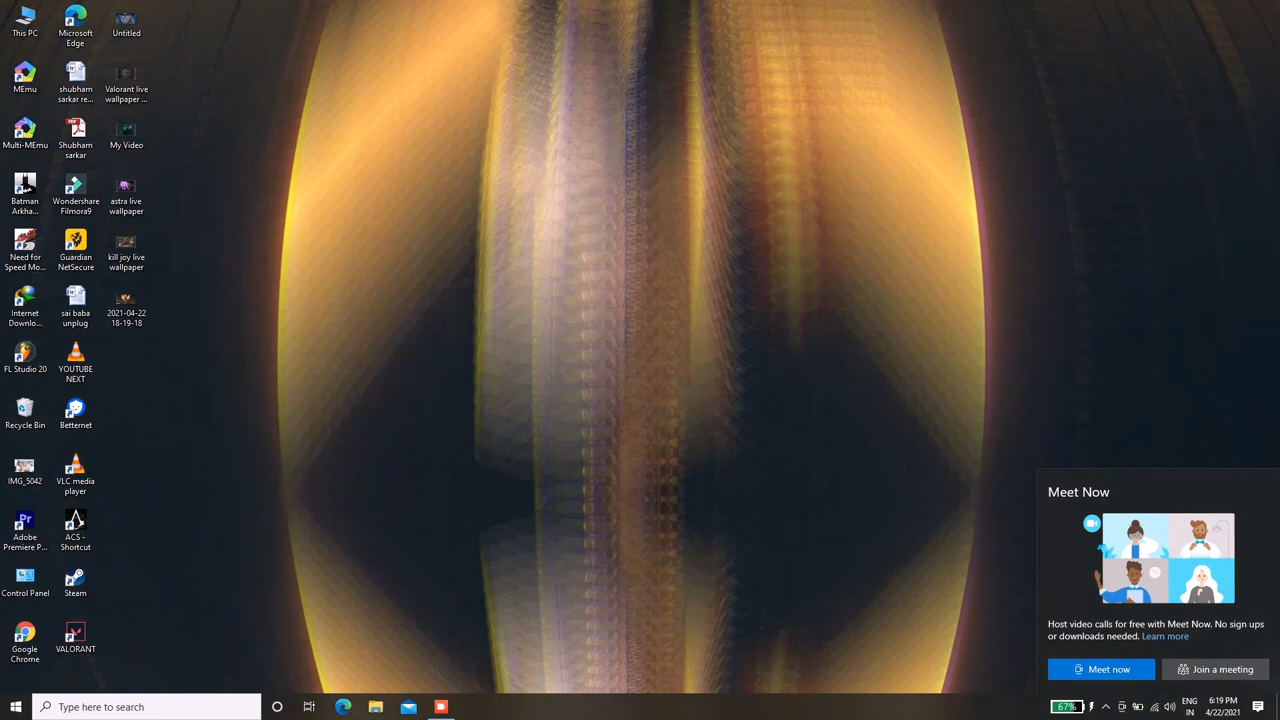 This PC
Microsoft
Edge
Untitled
MEmu
shubham
sarkar re...
Valorant live
wallpaper ...
Multi-MEmu
PDF
Shubham
sarkar
My Video
Batman
Arkha...
Wondershare
Filmora9
astra live
wallpaper
Need for
Speed Mo...
Guardian
NetSecure
kill joy live
wallpaper
Internet
Downlo...
sai baba
unplug
2021-04-22
18-19-18
FL Studio 20
YOUTUBE
NEXT
Recycle Bin
Betternet
IMG_5042
VLC media
player
Pr
Adobe
Premiere P...
ACS -
Shortcut
Control Panel
Steam
Google
Chrome
VALORANT
Meet Now
Host video calls for free with Meet Now. No sign ups
or downloads needed. Learn more
Meet now
Join a meeting
Type here to search
67%
ENG
IN
6:19 PM
4/22/2021